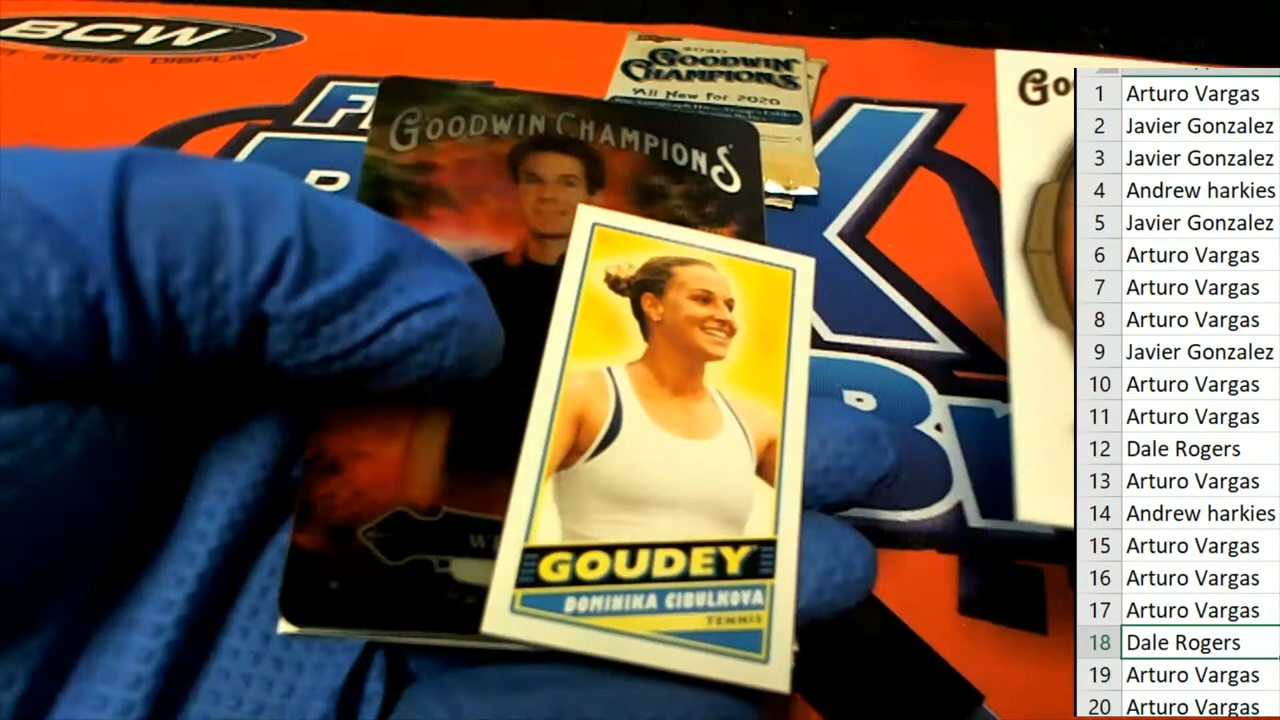 BCW
STORE DISPLAY
2020
GOODWIN CHAMPIONS
All New for 2020
GOODWIN CHAMPIONS
Go
GOUDEY
DOMINIKA CIBULKOVA
TENNIS
1 Arturo Vargas
2 Javier Gonzalez
3 Javier Gonzalez
4 Andrew harkies
5 Javier Gonzalez
6 Arturo Vargas
7 Arturo Vargas
8 Arturo Vargas
9 Javier Gonzalez
10 Arturo Vargas
11 Arturo Vargas
12 Dale Rogers
13 Arturo Vargas
14 Andrew harkies
15 Arturo Vargas
16 Arturo Vargas
17 Arturo Vargas
18 Dale Rogers
19 Arturo Vargas
20 Arturo Vargas